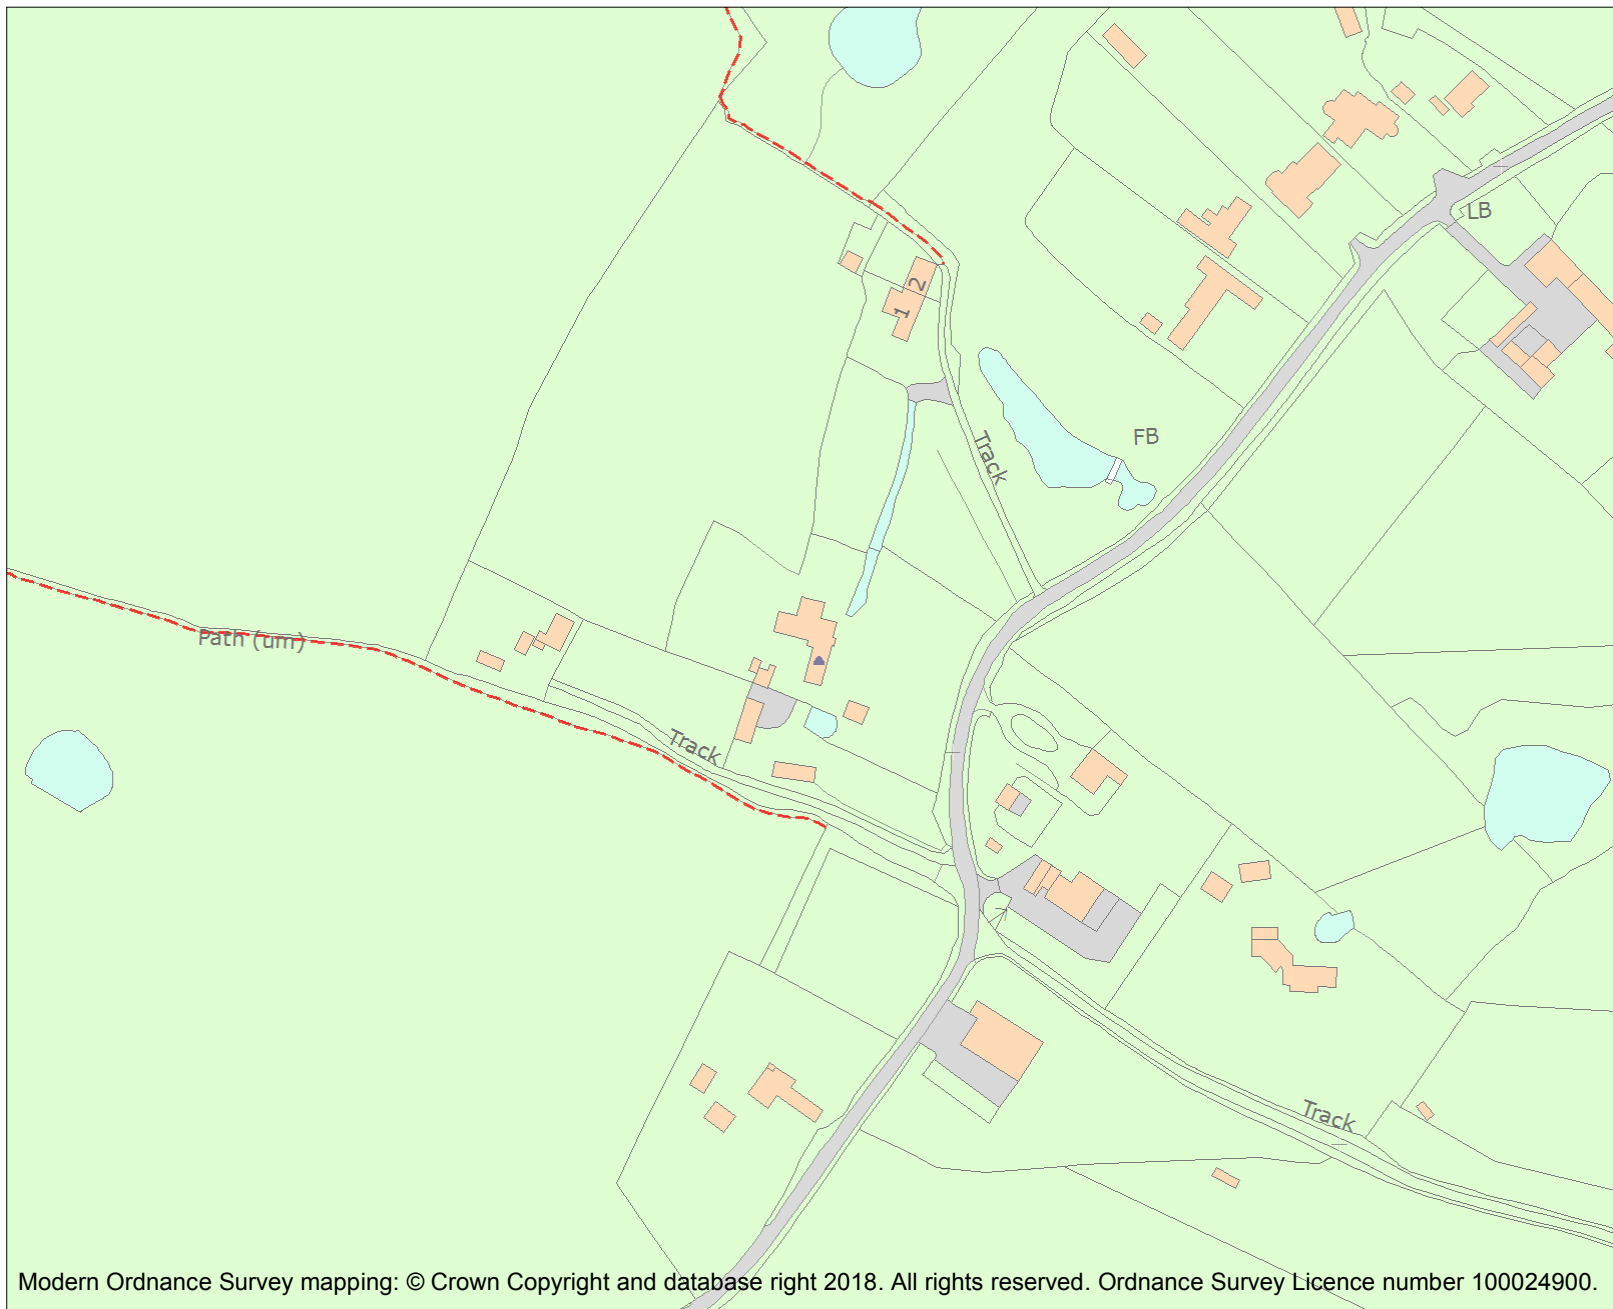 LB
2
1
FB
Track
Path (um)
Track
Track
Modern Ordnance Survey mapping: © Crown Copyright and database right 2018. All rights reserved. Ordnance Survey Licence number 100024900.